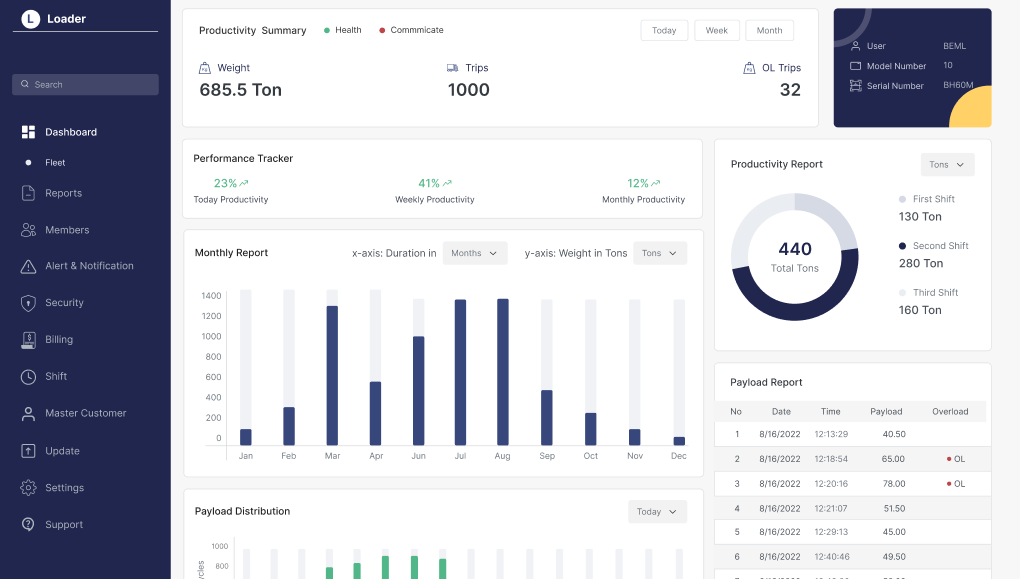 L Loader
Search
Dashboard
Fleet
Reports
Members
Alert & Notification
Security
Billing
Shift
Master Customer
Update
Settings
Support
Productivity Summary Health Commmicate Today Week Month
Weight Trips OL Trips
685.5 Ton 1000 32
User BEML
Model Number 10
Serial Number BH60M
Performance Tracker
23% 41% 12%
Today Productivity Weekly Productivity Monthly Productivity
Monthly Report x-axis: Duration in Months y-axis: Weight in Tons Tons
1400
1200
1000
800
600
400
200
0
Jan Feb Mar Apr Jun Jul Aug Sep Oct Nov Dec
Payload Distribution Today
1000
800
Productivity Report Tons
440
Total Tons
First Shift
130 Ton
Second Shift
280 Ton
Third Shift
160 Ton
Payload Report
No Date Time Payload Overload
1 8/16/2022 12:13:29 40.50
2 8/16/2022 12:18:54 65.00 OL
3 8/16/2022 12:20:16 78.00 OL
4 8/16/2022 12:21:07 51.50
5 8/16/2022 12:29:13 45.00
6 8/16/2022 12:40:46 49.50